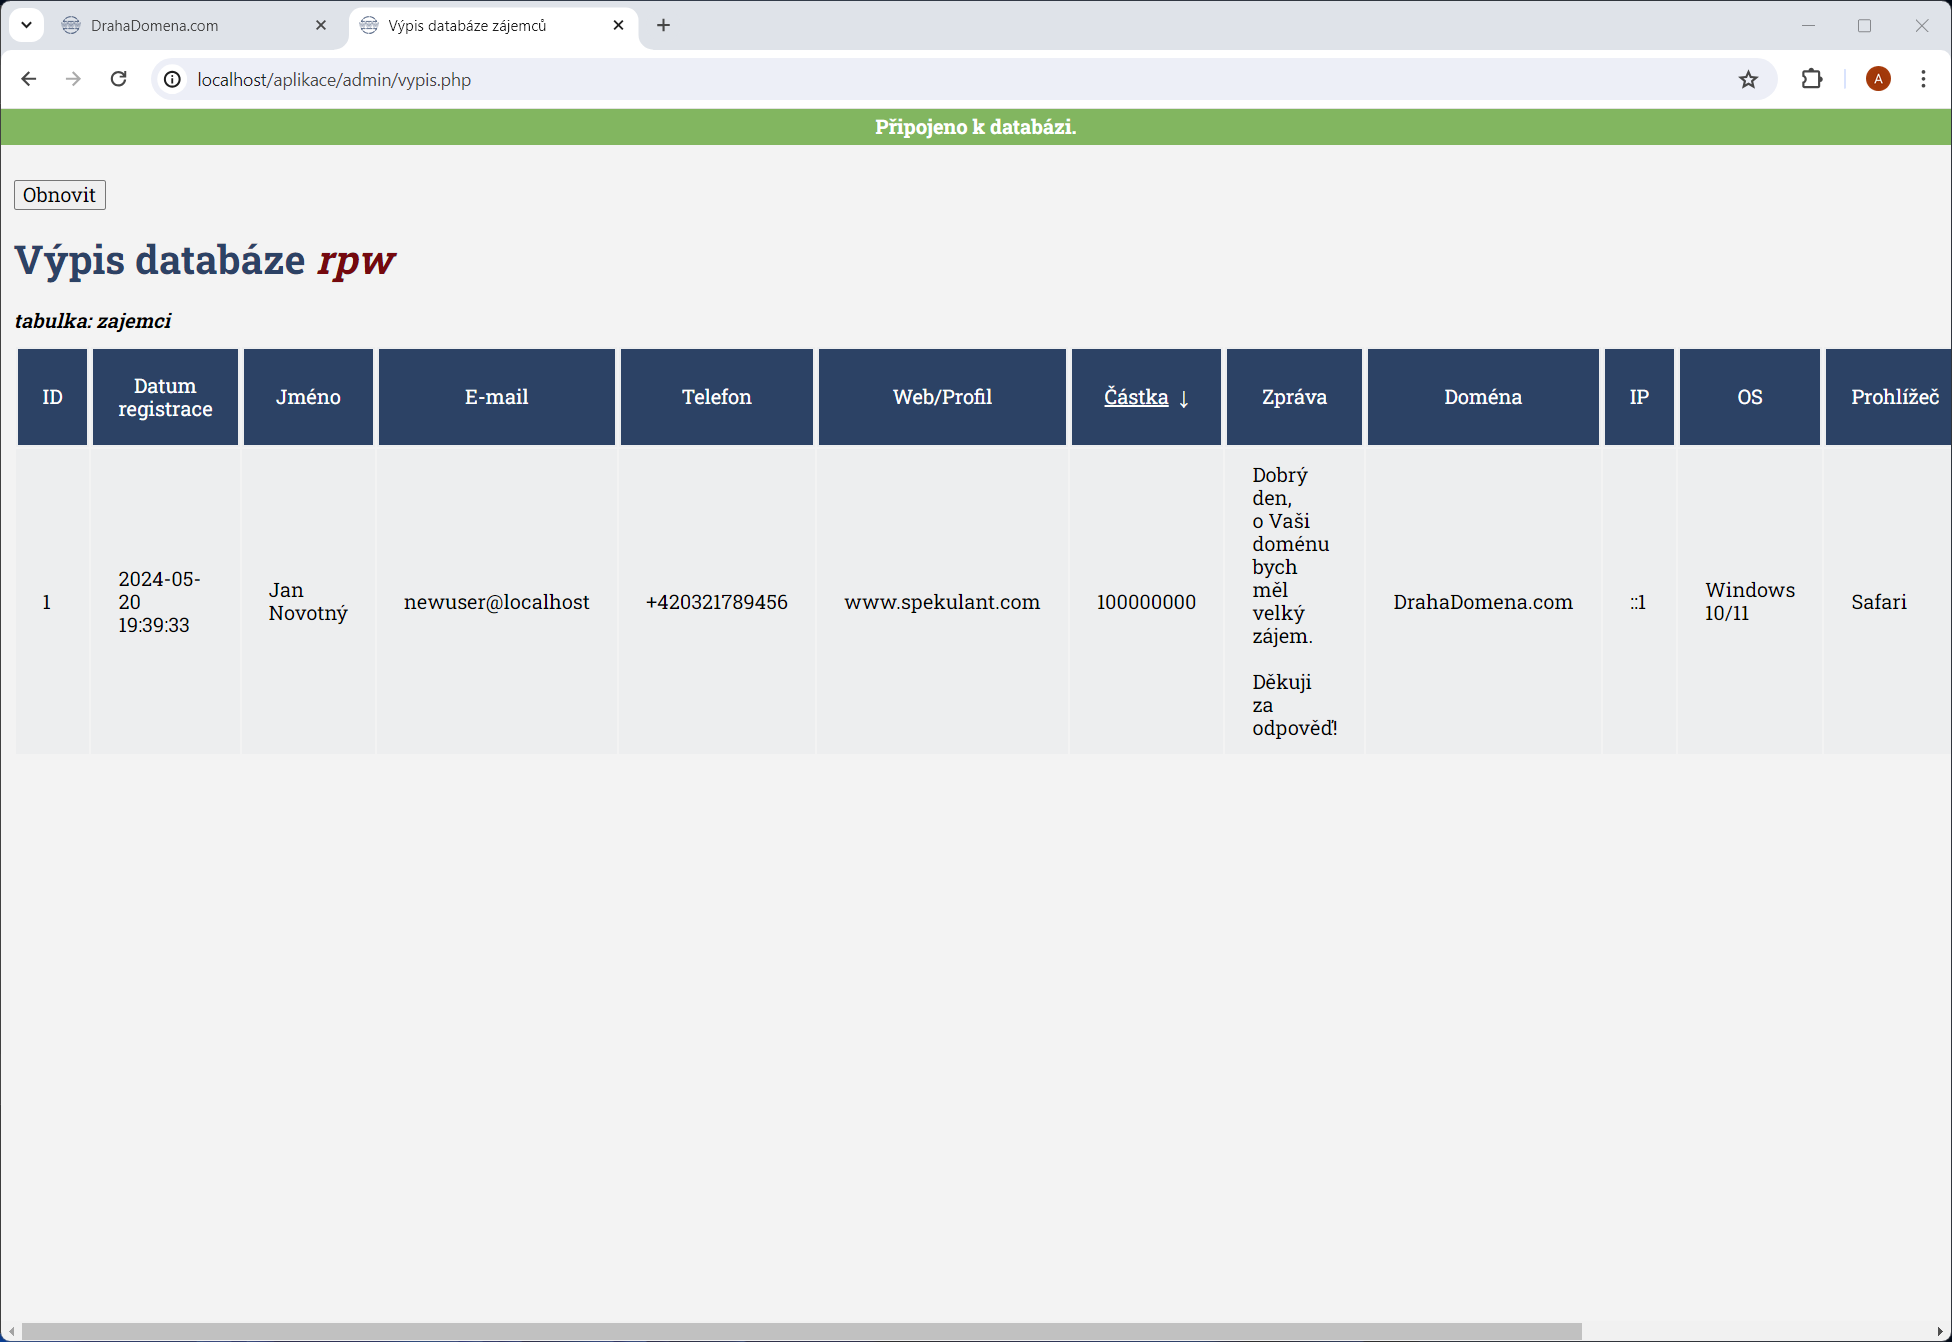 DrahaDomena.com
Výpis databáze zájemců
localhost/aplikace/admin/vypis.php
A
Připojeno k databázi.
Obnovit
Výpis databáze rpw
tabulka: zajemci
ID
Datum
registrace
Jméno
E-mail
Telefon
Web/Profil
Částka ↓
Zpráva
Doména
IP
OS
Prohlížeč
1
2024-05-
20
19:39:33
Jan
Novotný
newuser@localhost
+420321789456
www.spekulant.com
100000000
Dobrý
den,
o Vaši
doménu
bych
měl
velký
zájem.
Děkuji
za
odpověď!
DrahaDomena.com
::1
Windows
10/11
Safari